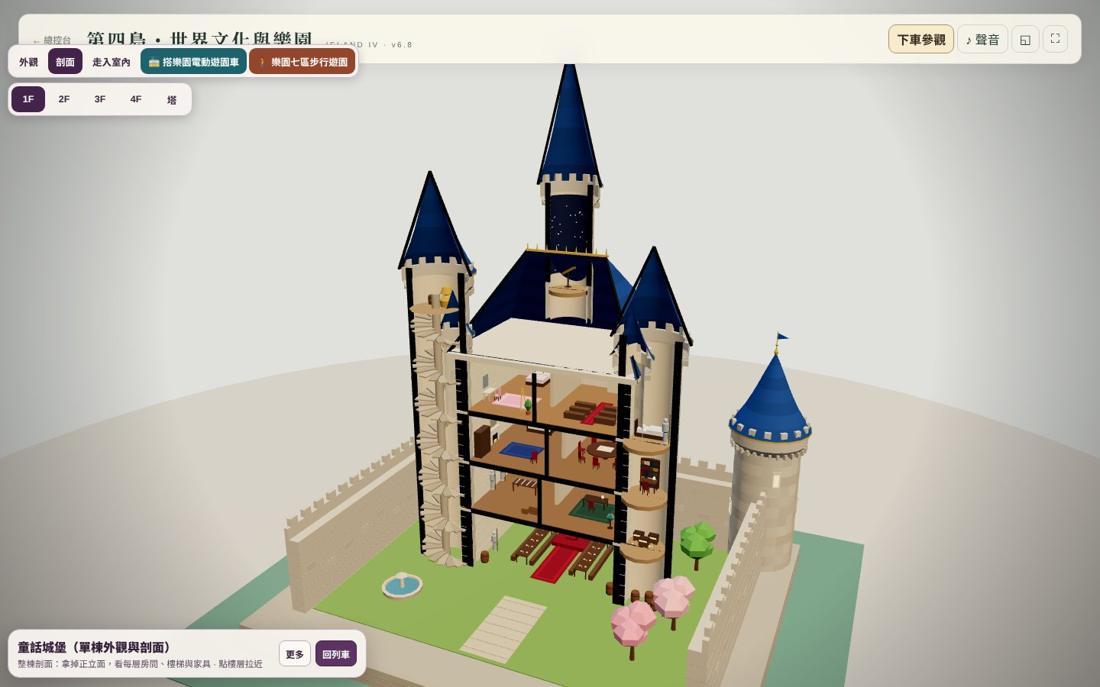 ← 總控台 第四島・世界文化與樂園 ISLAND IV · v6.8
下車參觀 ♪ 聲音
外觀 剖面 走入室內 搭樂園電動遊園車 樂園七區步行遊園
1F 2F 3F 4F 塔
童話城堡（單棟外觀與剖面）
整棟剖面：拿掉正立面，看每層房間、樓梯與家具 · 點樓層拉近
更多 回列車